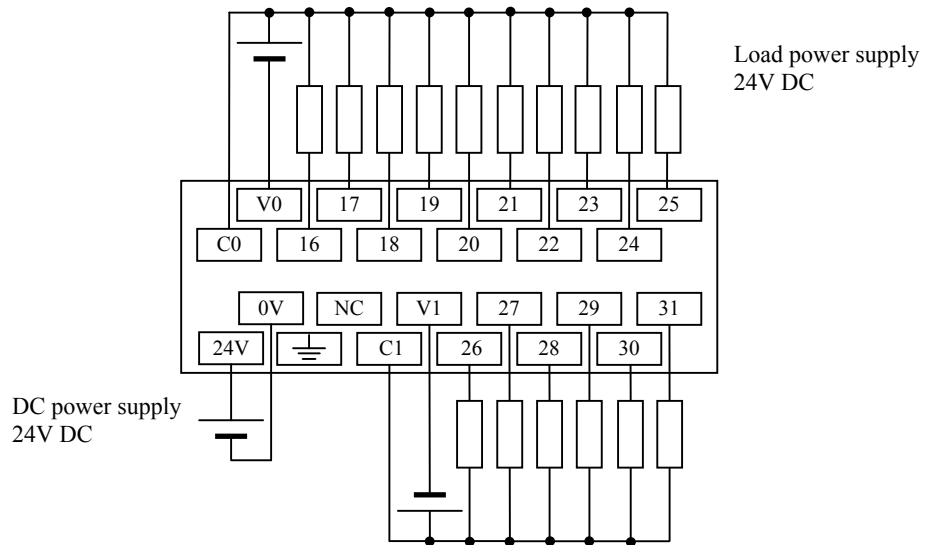 Load power supply
24V DC
V0 17 19 21 23 25
C0 16 18 20 22 24
0V NC V1 27 29 31
24V C1 26 28 30
DC power supply
24V DC